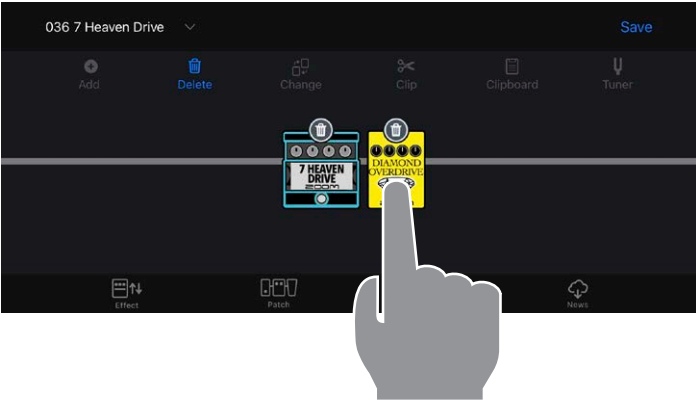 036 7 Heaven Drive
Save
Add
Delete
Change
Clip
Clipboard
Tuner
7 HEAVEN
DRIVE
ZOOM
DIAMOND
OVERDRIVE
Effect
Patch
News